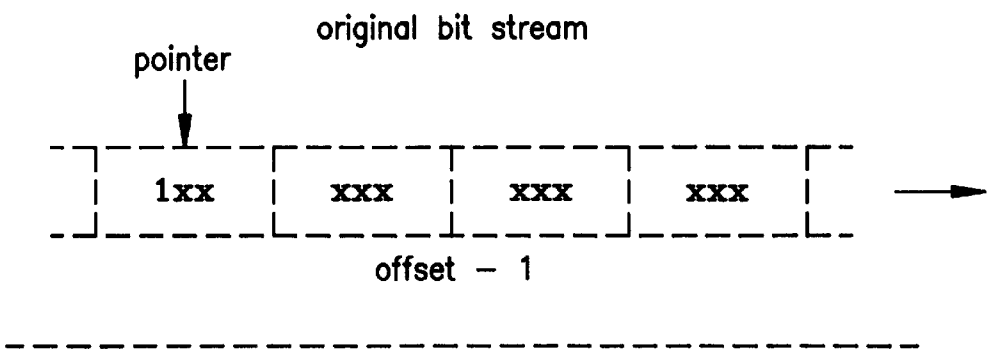 original bit stream
pointer
1xx xxx xxx xxx
offset – 1